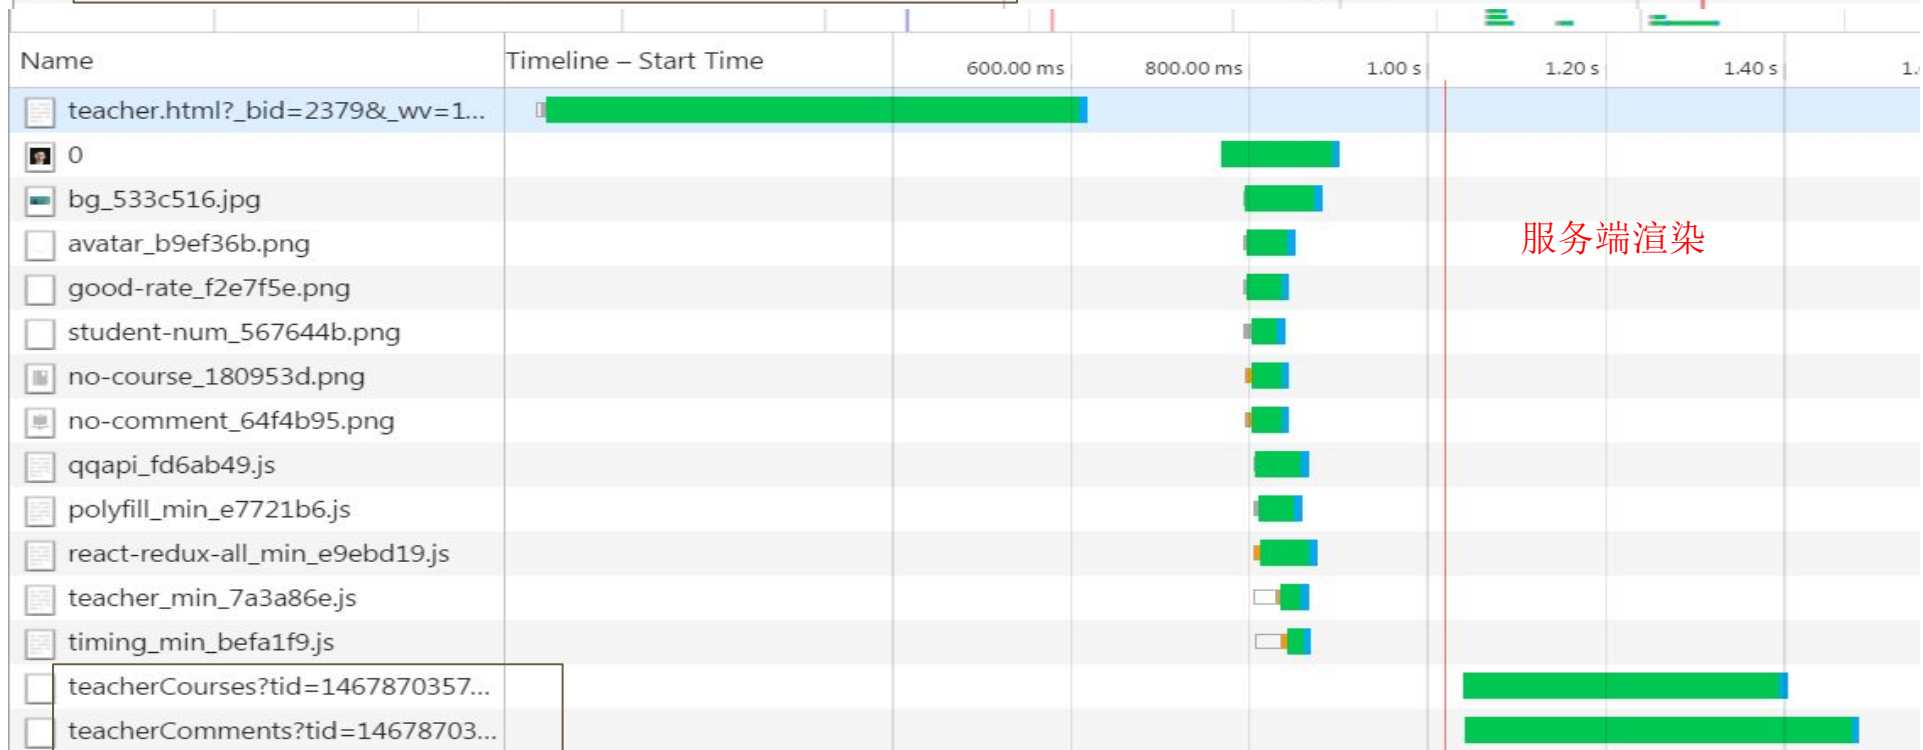 Name
Timeline – Start Time
600.00 ms
800.00 ms
1.00 s
1.20 s
1.40 s
teacher.html?_bid=2379&_wv=1...
0
bg_533c516.jpg
avatar_b9ef36b.png
服务端渲染
good-rate_f2e7f5e.png
student-num_567644b.png
no-course_180953d.png
no-comment_64f4b95.png
qqapi_fd6ab49.js
polyfill_min_e7721b6.js
react-redux-all_min_e9ebd19.js
teacher_min_7a3a86e.js
timing_min_befa1f9.js
teacherCourses?tid=1467870357...
teacherComments?tid=14678703...